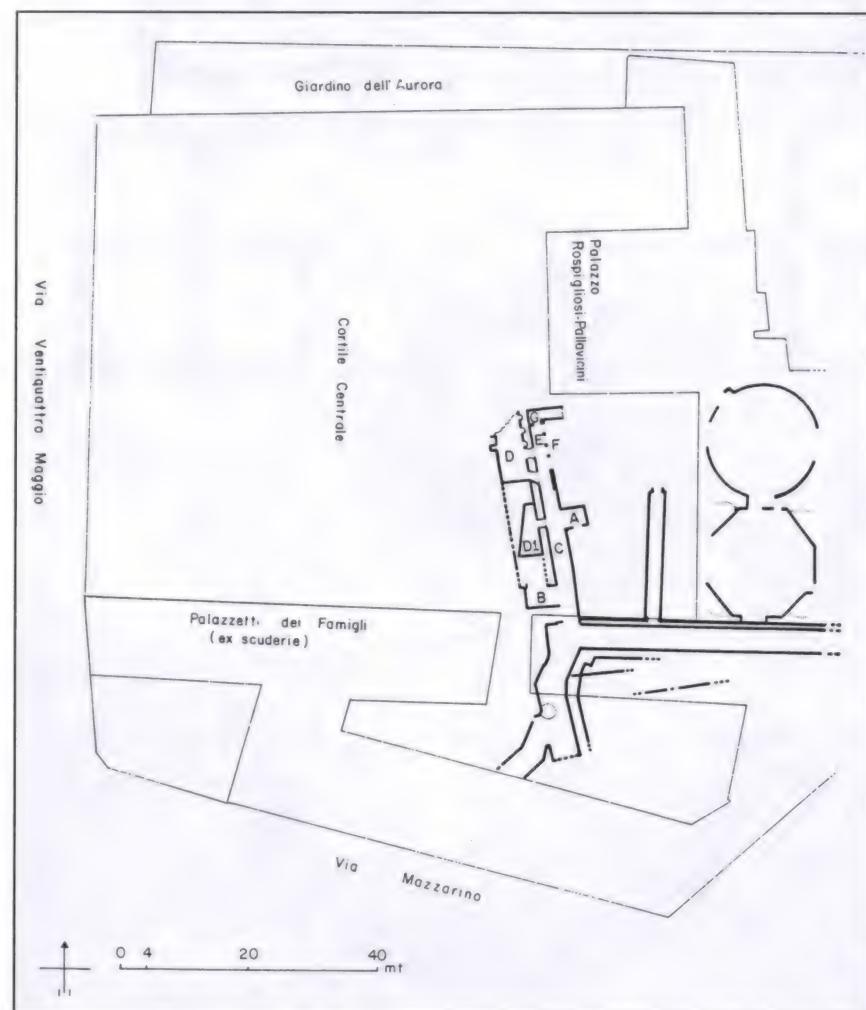 Giardino dell'Aurora
Via Ventiquattro Maggio
Cortile Centrale
Palazzo
Rospigliosi-Pallavicini
G
E
F
D
A
D1
C
B
Palazzetti dei Famigli
(ex scuderie)
Via Mazzarino
0 4 20 40
mt